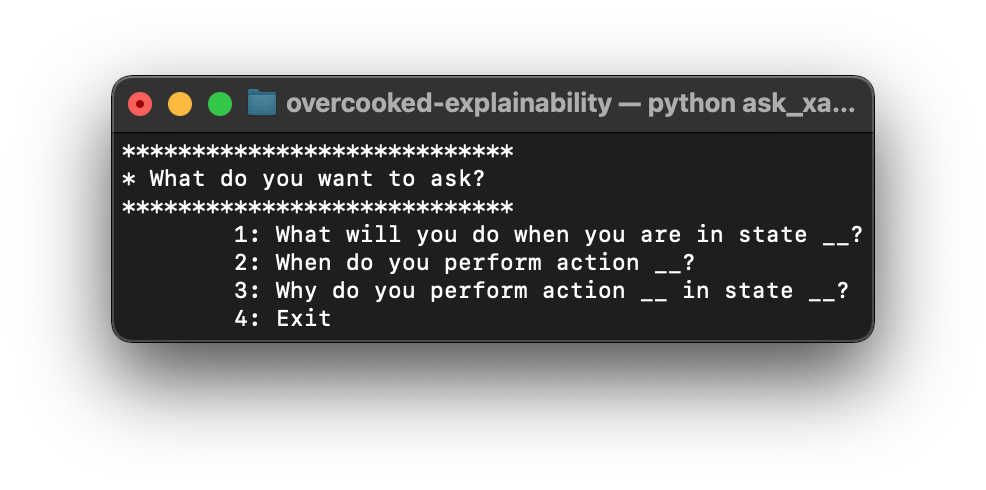 overcooked-explainability — python ask_xa...
****************************
* What do you want to ask?
****************************
1: What will you do when you are in state __?
2: When do you perform action __?
3: Why do you perform action __ in state __?
4: Exit